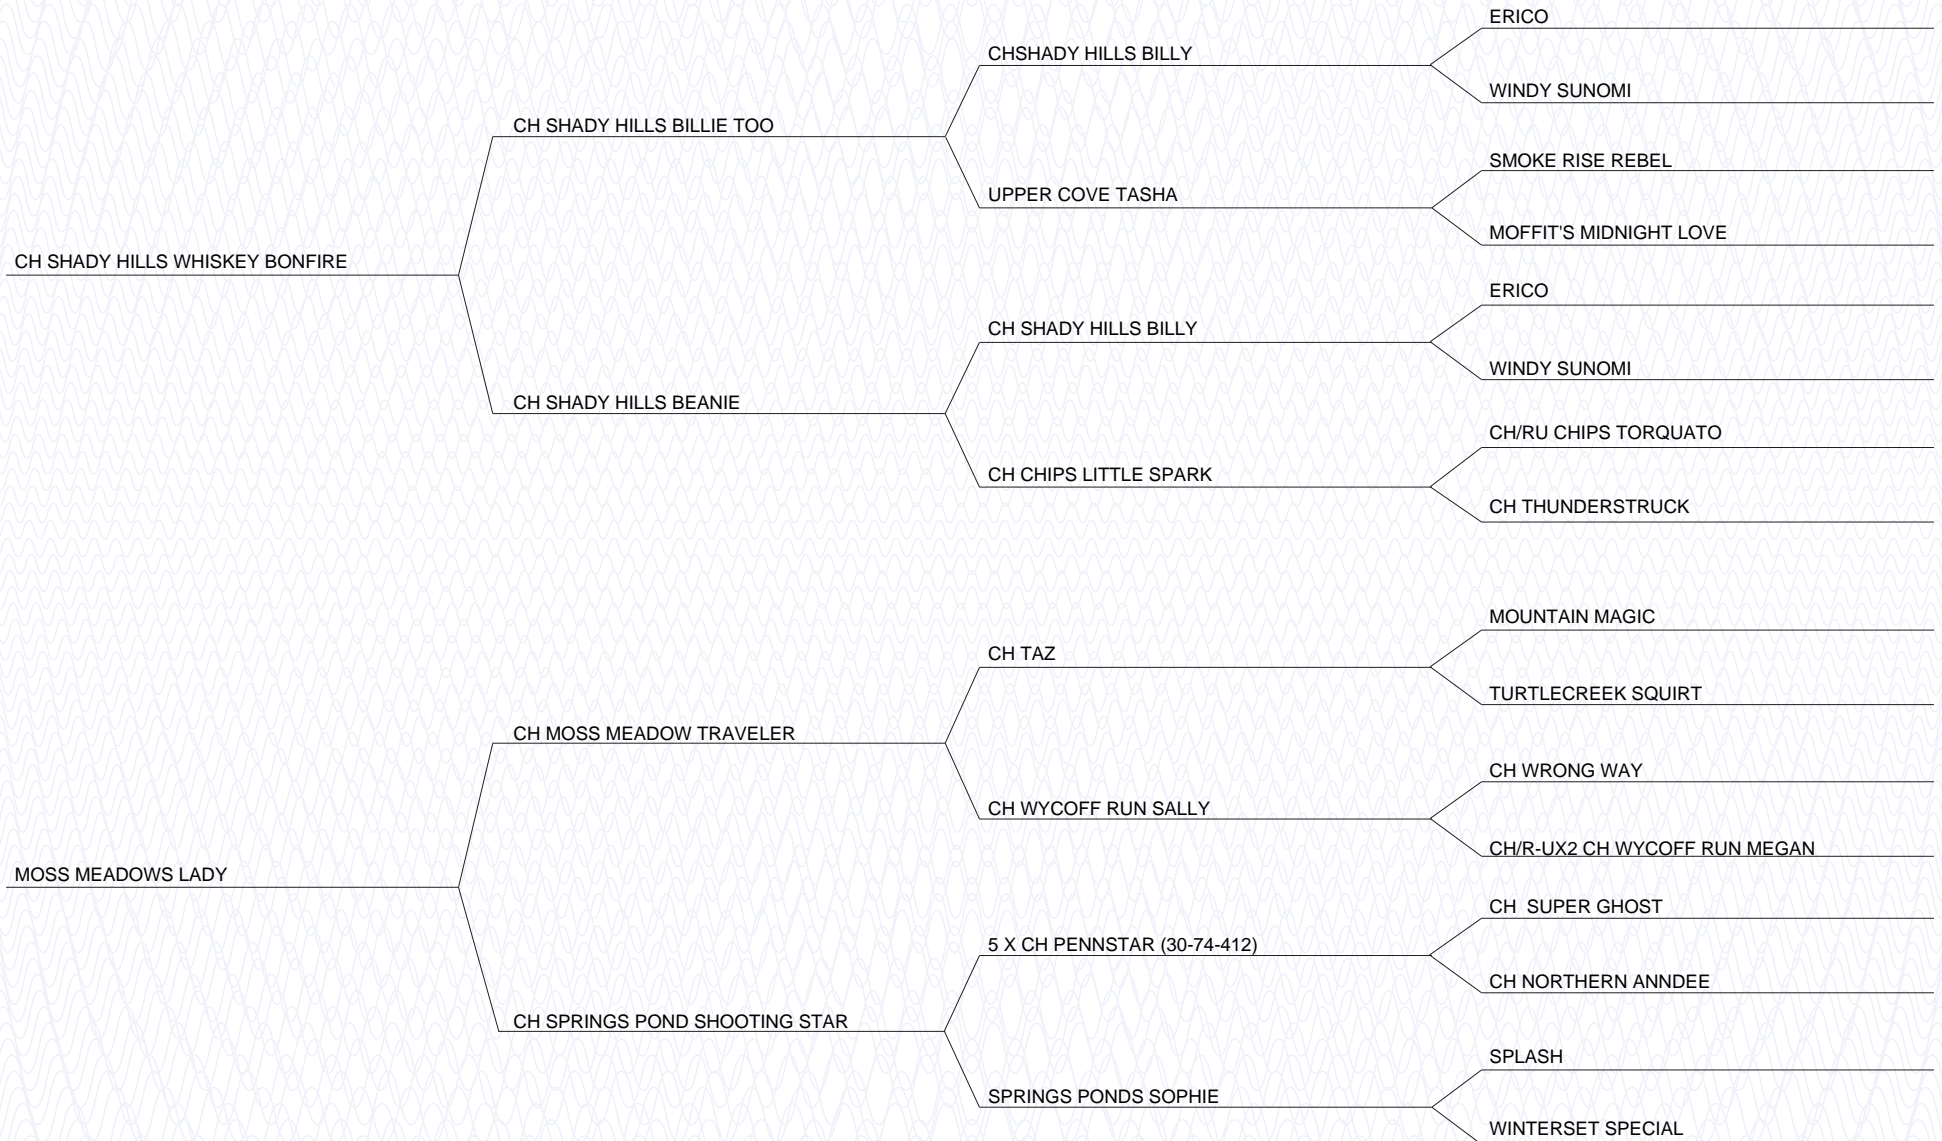 ERICO
CHSHADY HILLS BILLY
WINDY SUNOMI
CH SHADY HILLS BILLIE TOO
SMOKE RISE REBEL
UPPER COVE TASHA
MOFFIT'S MIDNIGHT LOVE
CH SHADY HILLS WHISKEY BONFIRE
ERICO
CH SHADY HILLS BILLY
WINDY SUNOMI
CH SHADY HILLS BEANIE
CH/RU CHIPS TORQUATO
CH CHIPS LITTLE SPARK
CH THUNDERSTRUCK
MOUNTAIN MAGIC
CH TAZ
TURTLECREEK SQUIRT
CH MOSS MEADOW TRAVELER
CH WRONG WAY
CH WYCOFF RUN SALLY
CH/R-UX2 CH WYCOFF RUN MEGAN
MOSS MEADOWS LADY
CH  SUPER GHOST
5 X CH PENNSTAR (30-74-412)
CH NORTHERN ANNDEE
CH SPRINGS POND SHOOTING STAR
SPLASH
SPRINGS PONDS SOPHIE
WINTERSET SPECIAL